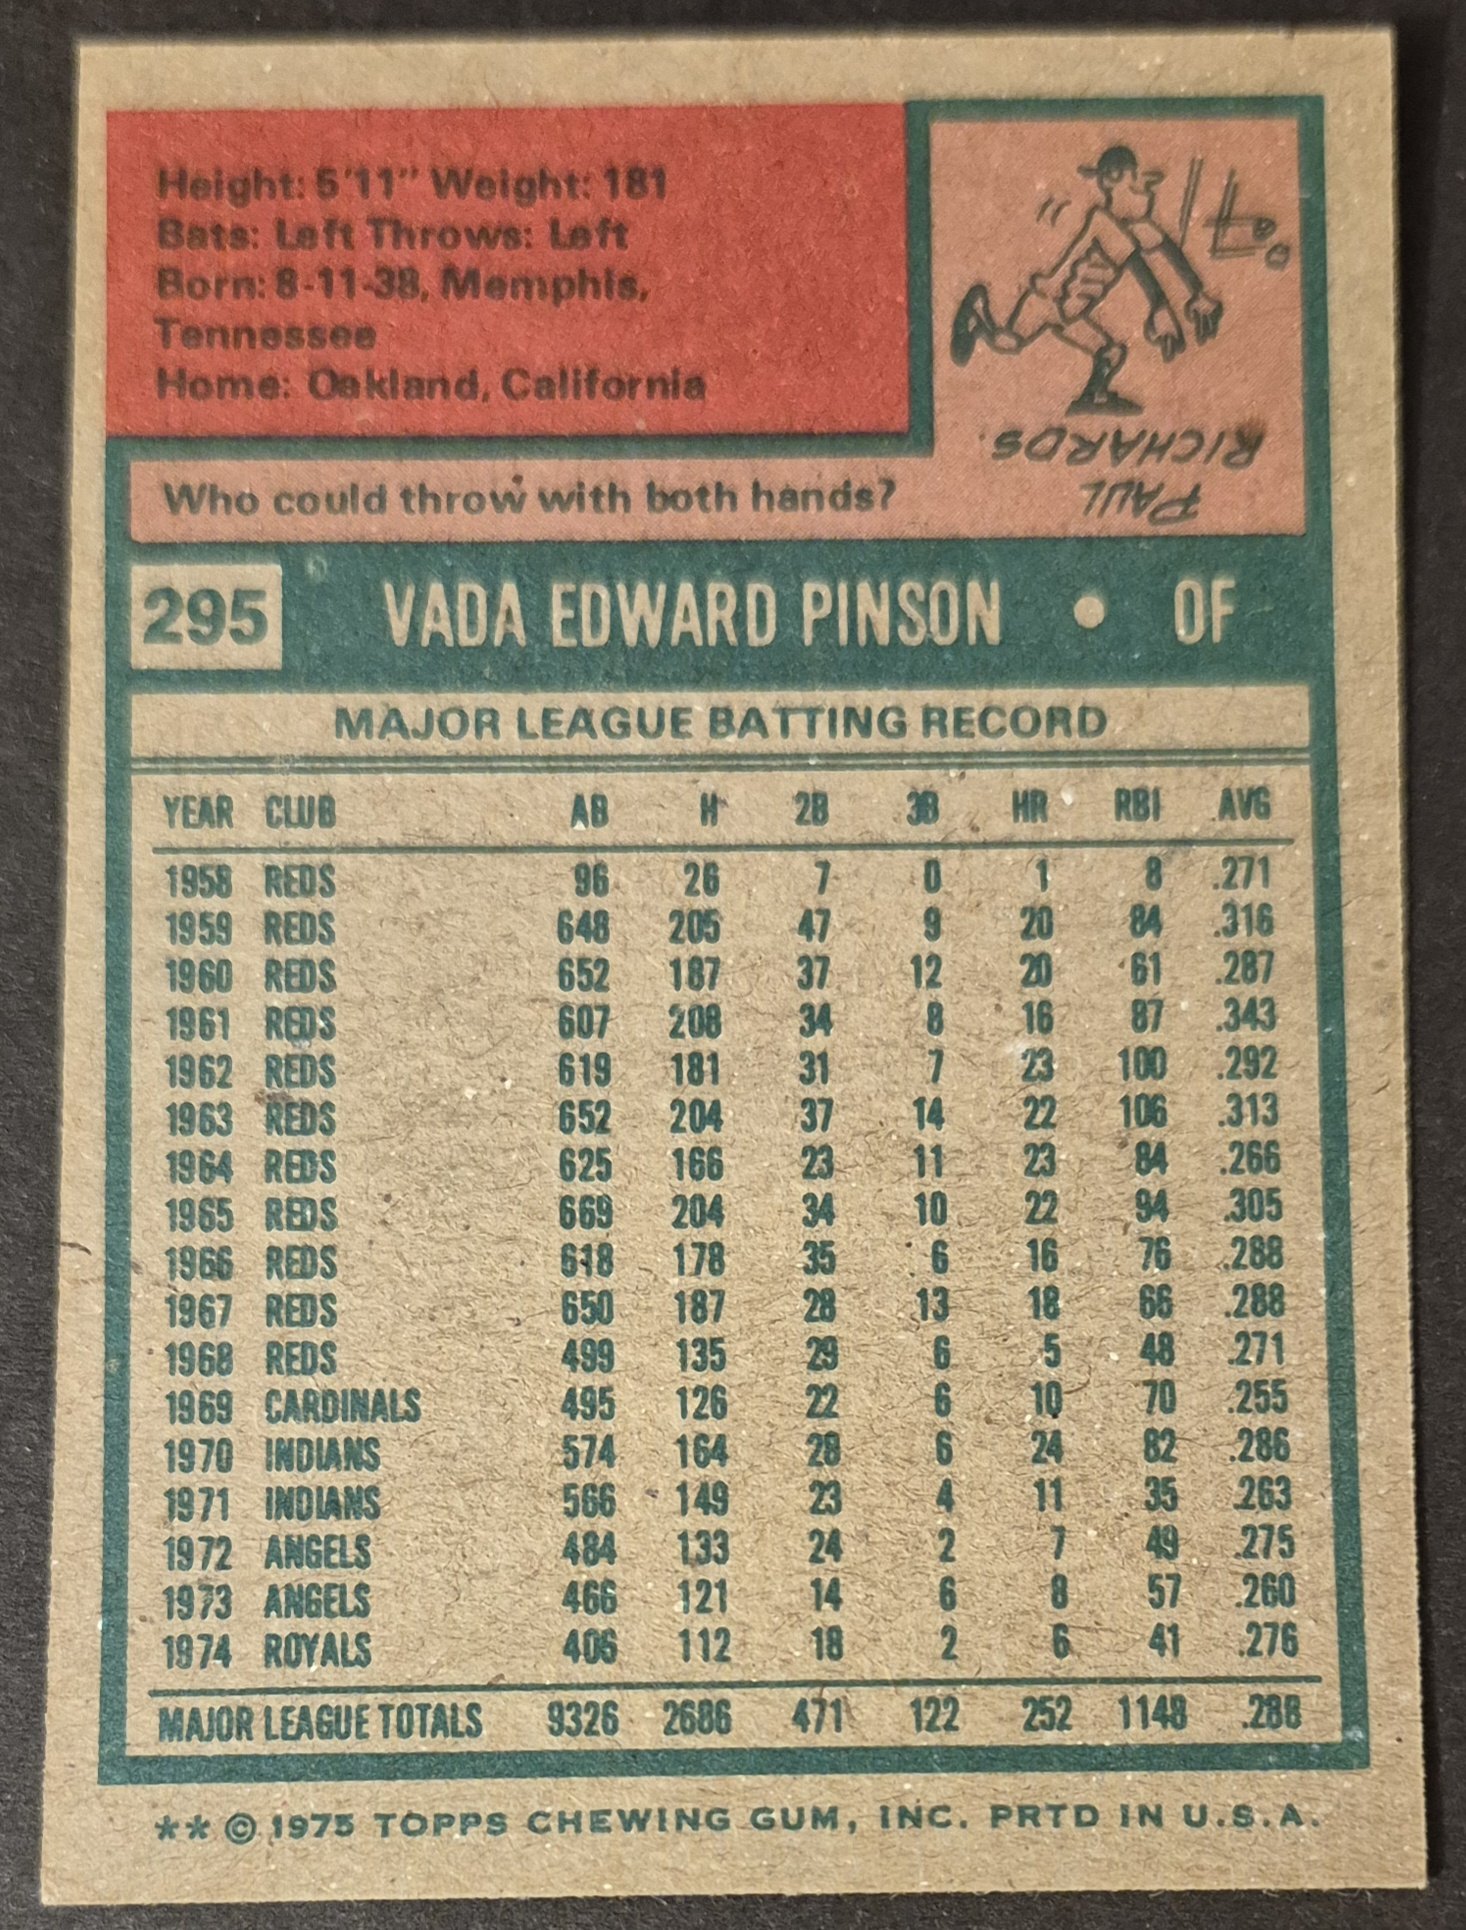 Height: 5'11" Weight: 181
Bats: Left Throws: Left
Born: 8-11-38, Memphis,
Tennessee
Home: Oakland, California
Who could throw with both hands?
PAUL
RICHARDS.
295 VADA EDWARD PINSON • OF
MAJOR LEAGUE BATTING RECORD
YEAR CLUB AB H 2B 3B HR RBI AVG
1958 REDS 96 26 7 0 1 8 .271
1959 REDS 648 205 47 9 20 84 .316
1960 REDS 652 187 37 12 20 61 .287
1961 REDS 607 208 34 8 16 87 .343
1962 REDS 619 181 31 7 23 100 .292
1963 REDS 652 204 37 14 22 106 .313
1964 REDS 625 166 23 11 23 84 .266
1965 REDS 669 204 34 10 22 94 .305
1966 REDS 618 178 35 6 16 76 .288
1967 REDS 650 187 28 13 18 66 .288
1968 REDS 499 135 29 6 5 48 .271
1969 CARDINALS 495 126 22 6 10 70 .255
1970 INDIANS 574 164 28 6 24 82 .286
1971 INDIANS 566 149 23 4 11 35 .263
1972 ANGELS 484 133 24 2 7 49 .275
1973 ANGELS 466 121 14 6 8 57 .260
1974 ROYALS 406 112 18 2 6 41 .276
MAJOR LEAGUE TOTALS 9326 2686 471 122 252 1148 .288
** © 1975 TOPPS CHEWING GUM, INC. PRTD IN U.S.A.